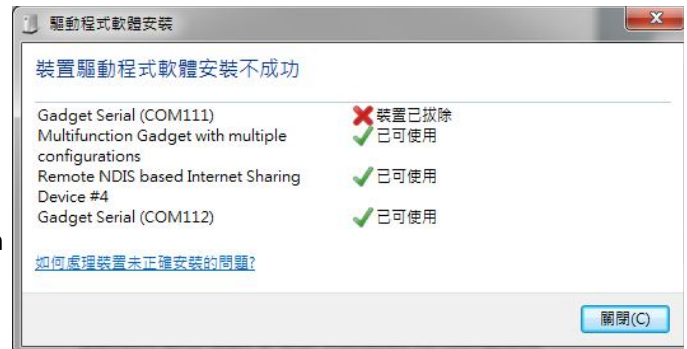 驅動程式軟體安裝
裝置驅動程式軟體安裝不成功
Gadget Serial (COM111) 裝置已拔除
Multifunction Gadget with multiple 已可使用
configurations
Remote NDIS based Internet Sharing 已可使用
Device #4
Gadget Serial (COM112) 已可使用
如何處理裝置未正確安裝的問題?
關閉(C)